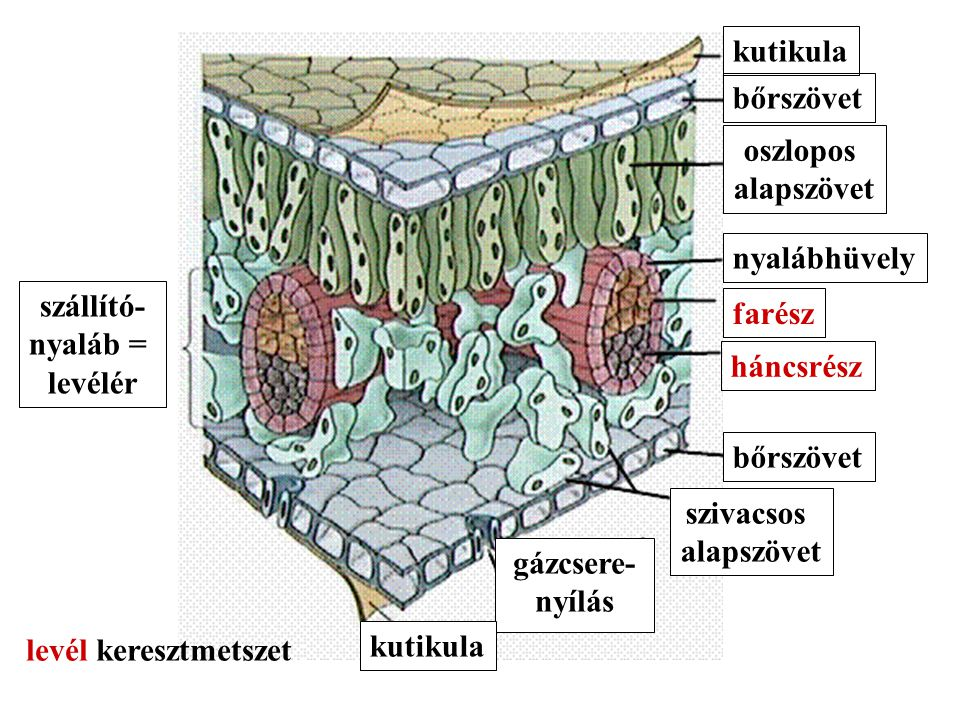 kutikula
bőrszövet
oszlopos
alapszövet
nyalábhüvely
farész
háncsrész
szállító-
nyaláb =
levélér
bőrszövet
szivacsos
alapszövet
gázcsere-
nyílás
kutikula
levél keresztmetszet